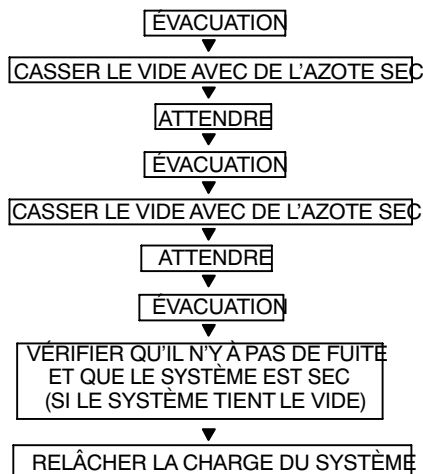 ÉVACUATION
CASSER LE VIDE AVEC DE L'AZOTE SEC
ATTENDRE
ÉVACUATION
CASSER LE VIDE AVEC DE L'AZOTE SEC
ATTENDRE
ÉVACUATION
VÉRIFIER QU'IL N'Y À PAS DE FUITE
ET QUE LE SYSTÈME EST SEC
(SI LE SYSTÈME TIENT LE VIDE)
RELÂCHER LA CHARGE DU SYSTÈME